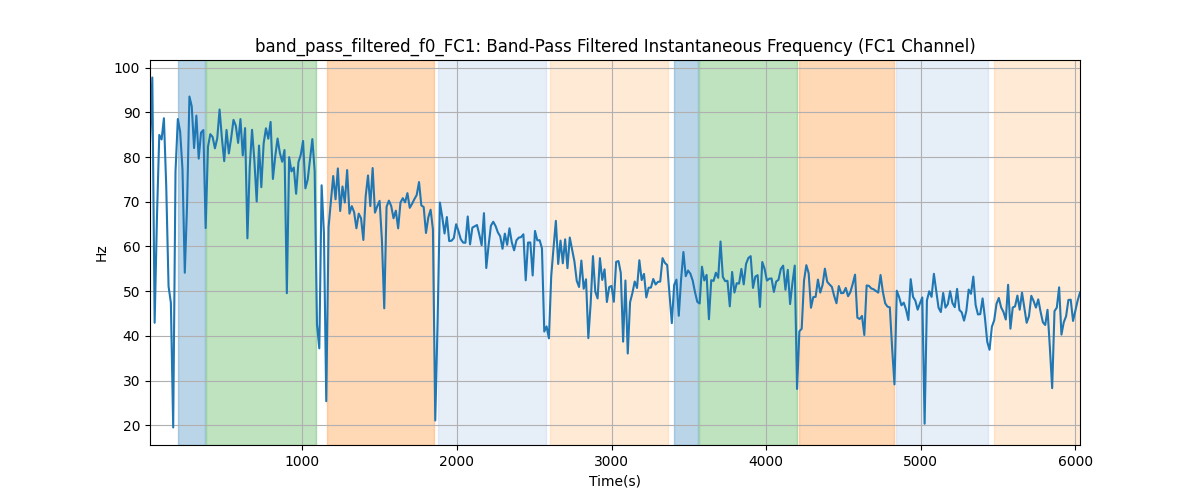 band_pass_filtered_f0_FC1: Band-Pass Filtered Instantaneous Frequency (FC1 Channel)
100
90
80
70
60
50
40
30
20
Hz
1000 2000 3000 4000 5000 6000
Time(s)